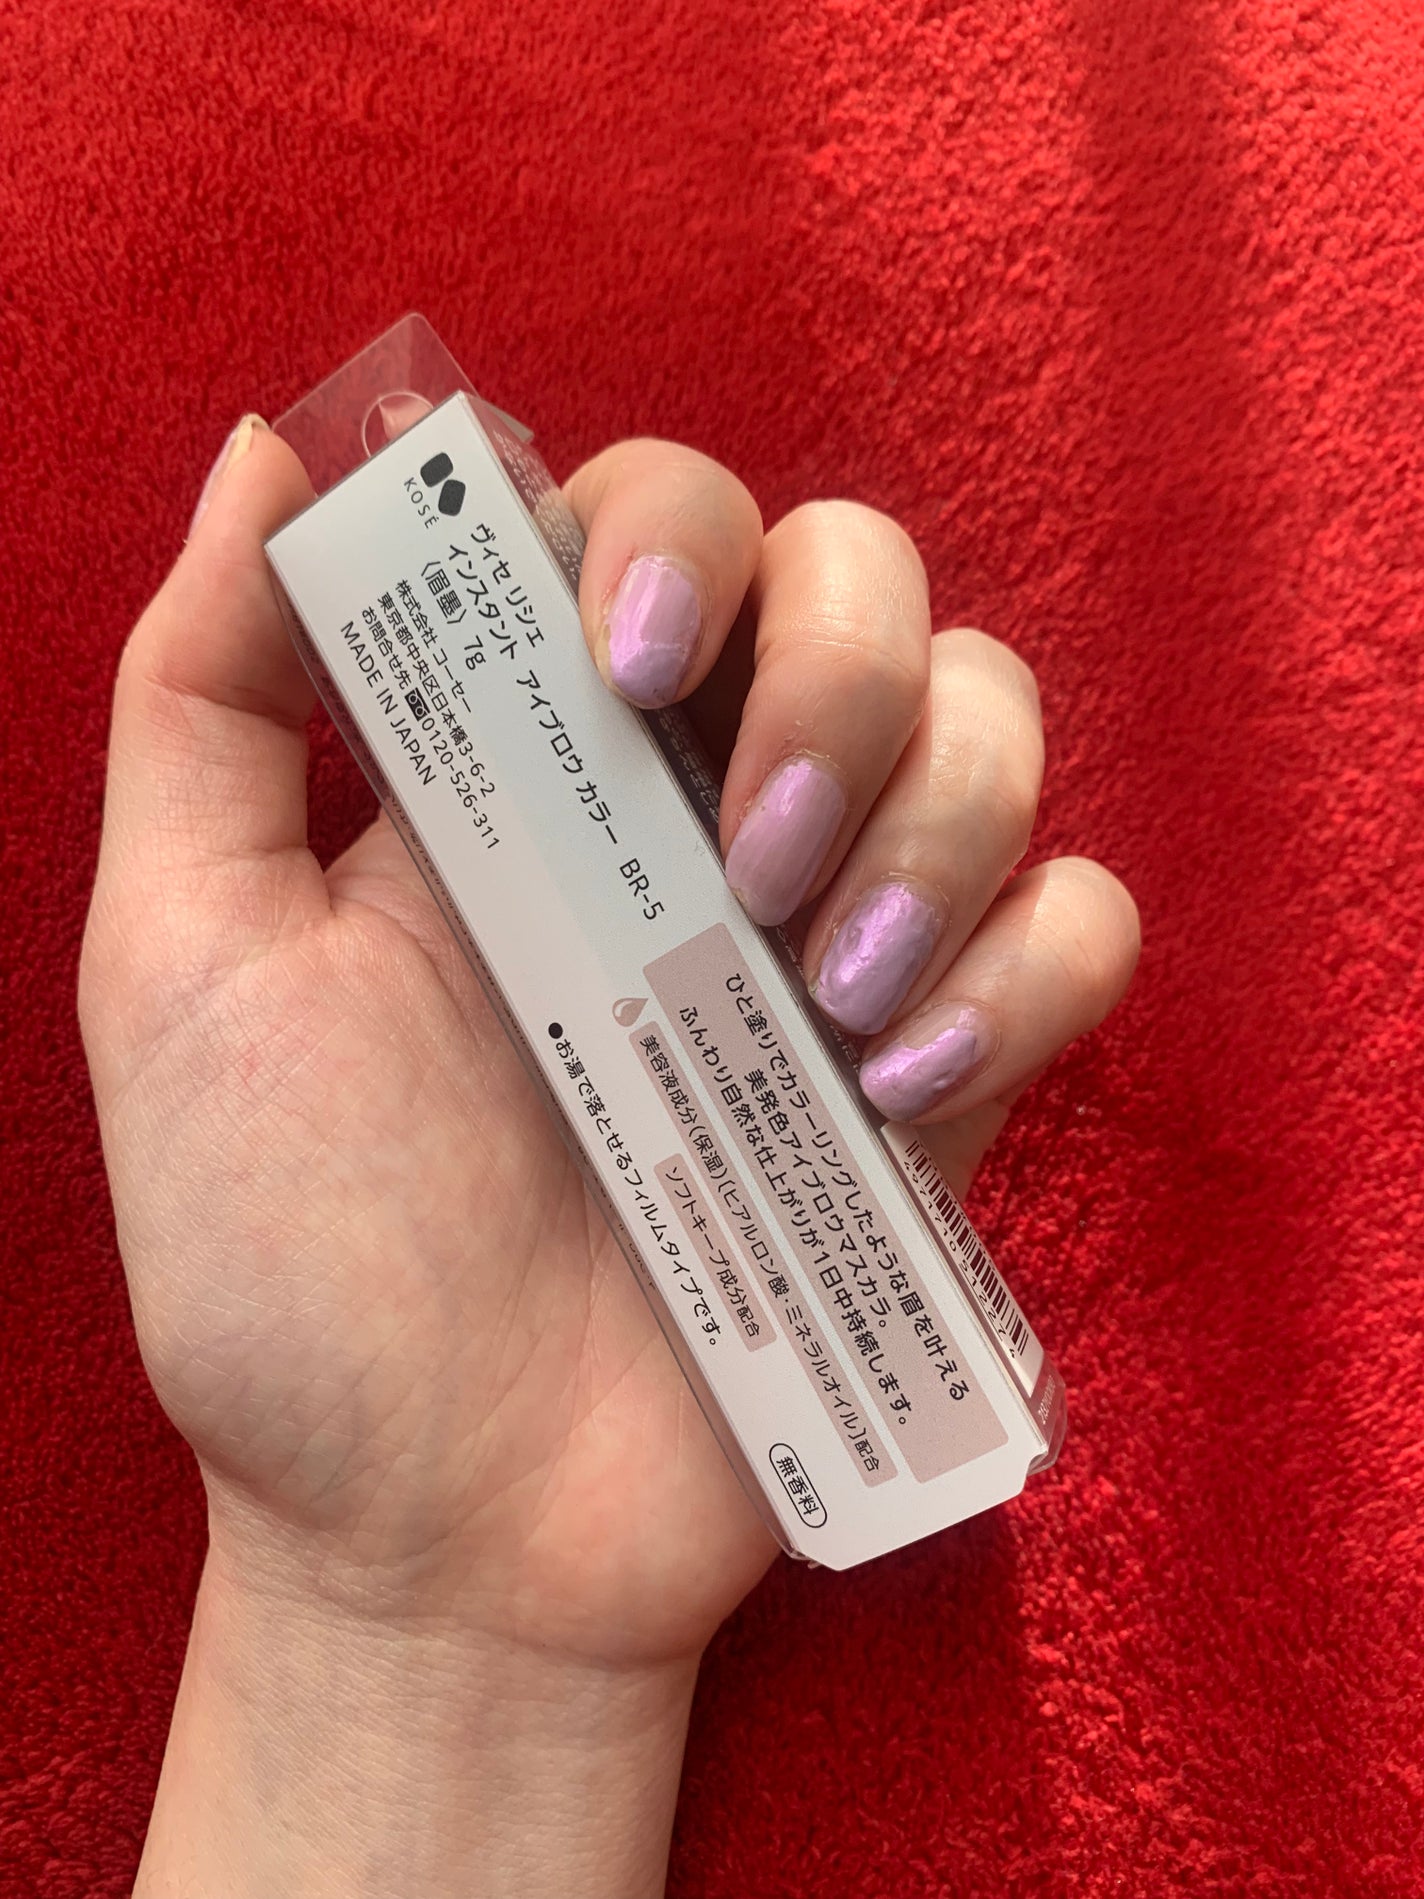 KOSÉ
ヴィセ リシェ
インスタント アイブロウ カラー BR-5
〈眉墨〉 7g
株式会社 コーセー
東京都中央区日本橋3-6-2
お問合せ先 0120-526-311
MADE IN JAPAN
ひと塗りでカラーリングしたような眉を叶える
美発色アイブロウマスカラ。
ふんわり自然な仕上がりが1日中持続します。
美容液成分(保湿)〔ヒアルロン酸・ミネラルオイル〕配合
ソフトキープ成分配合
●お湯で落とせるフィルムタイプです。
無香料
4971710912274